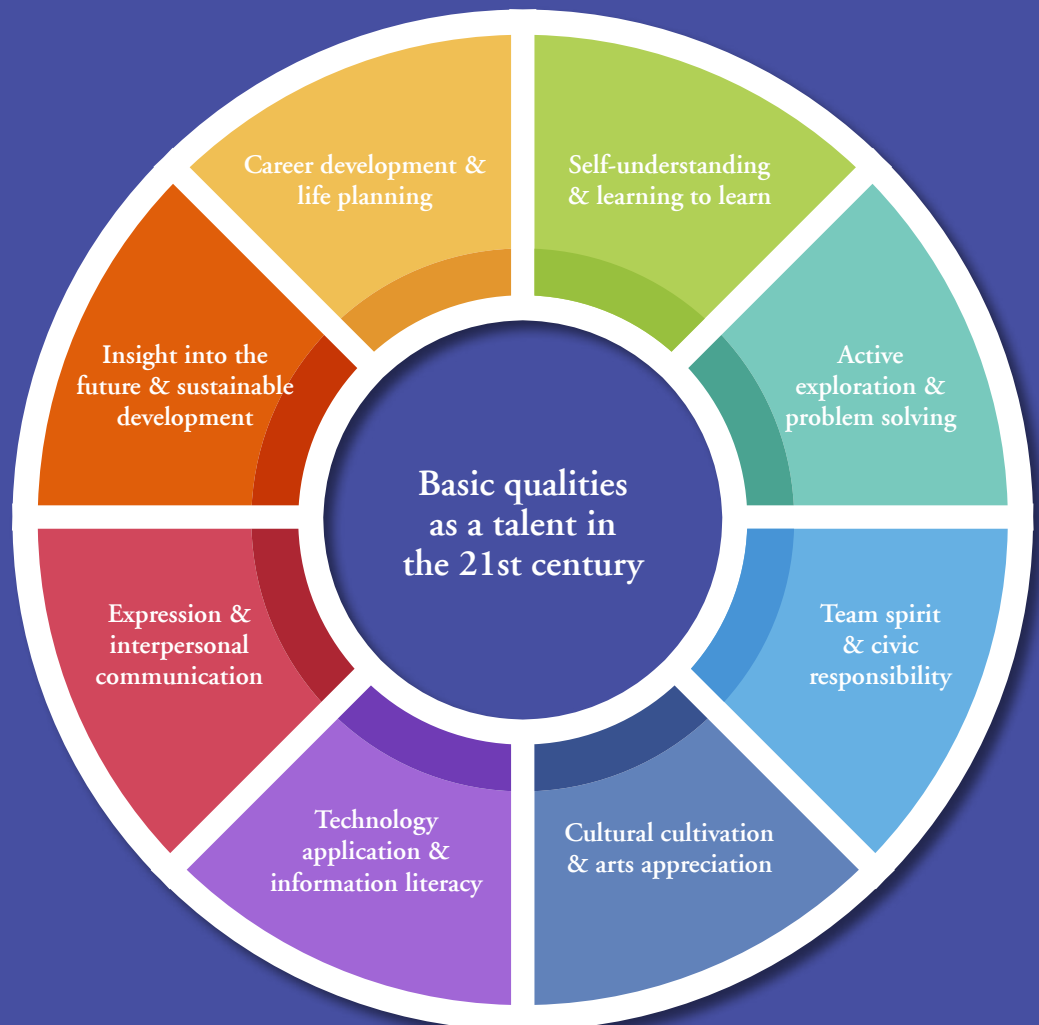 Career development &
life planning
Self-understanding
& learning to learn
Insight into the
future & sustainable
development
Active
exploration &
problem solving
Basic qualities
as a talent in
the 21st century
Expression &
interpersonal
communication
Team spirit
& civic
responsibility
Technology
application &
information literacy
Cultural cultivation
& arts appreciation